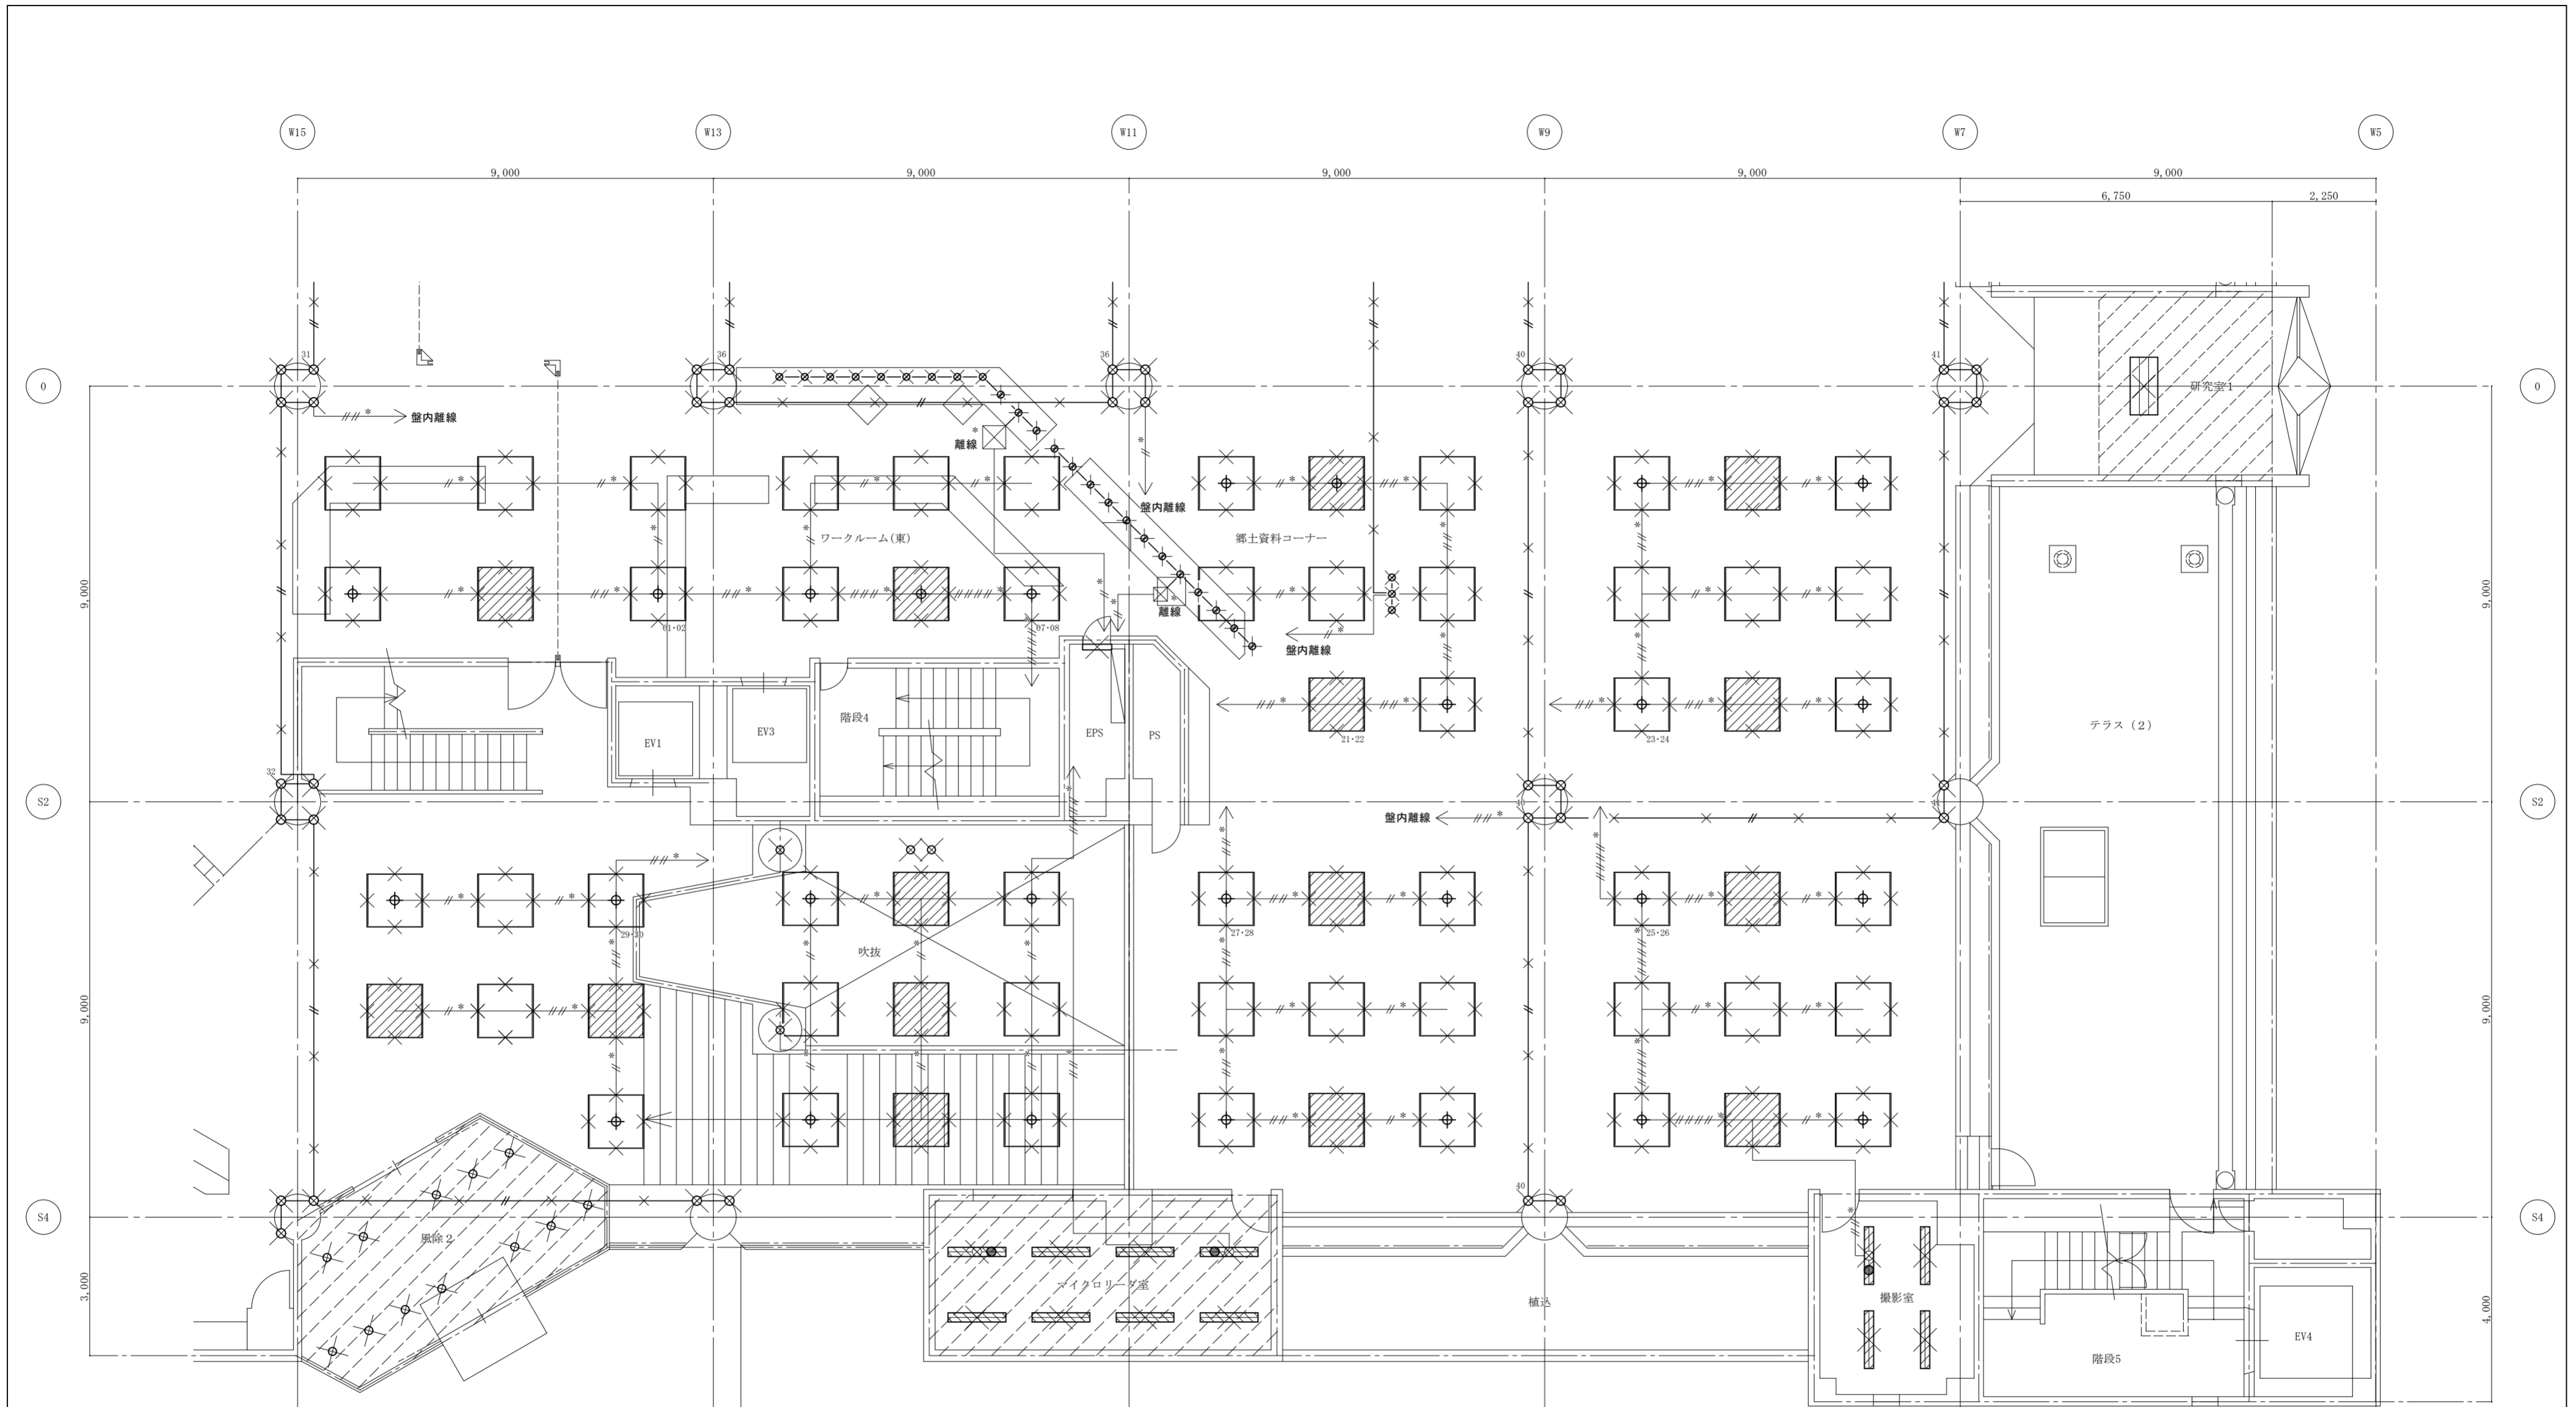 W15
W13
W11
W9
W7
W5
9,000
9,000
9,000
9,000
9,000
6,750
2,250
31
36
36
40
41
0
研究室1
0
盤内離線
離線
盤内離線
ワークルーム(東)
郷土資料コーナー
9,000
9,000
離線
01・02
07・08
盤内離線
階段4
EV1
EV3
EPS
PS
21・22
23・24
テラス（2）
32
S2
40
41
S2
盤内離線
29・30
27・28
25・26
吹抜
9,000
9,000
40
S4
S4
風除2
マイクロリーダ室
植込
撮影室
3,000
4,000
EV4
階段5